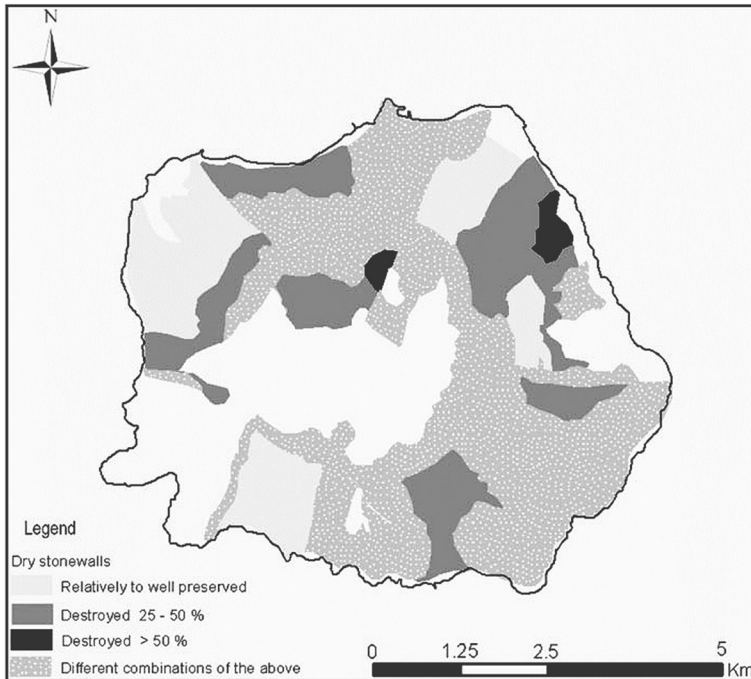 N
Legend
Dry stonewalls
Relatively to well preserved
Destroyed 25 - 50 %
Destroyed > 50 %
Different combinations of the above
0 1.25 2.5 5
Km